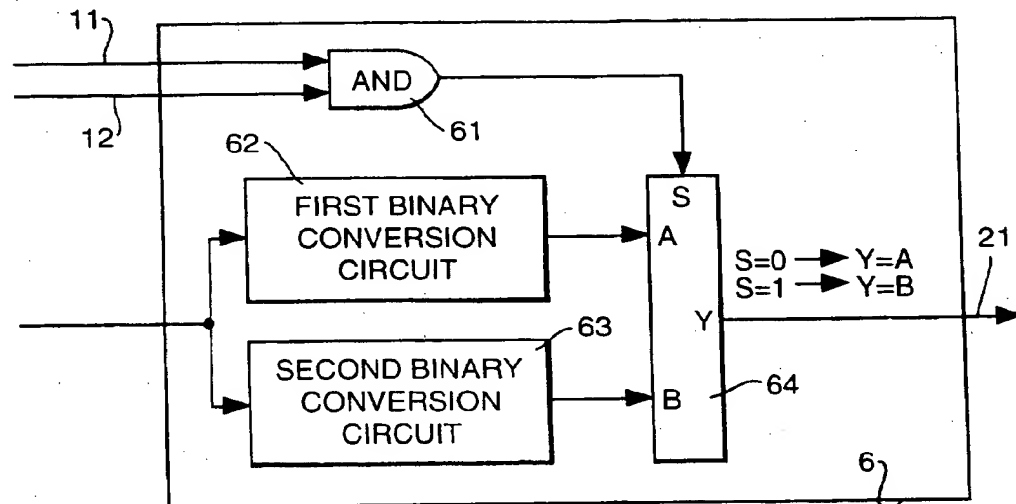 11
AND
12
61
62
FIRST BINARY
CONVERSION
CIRCUIT
S
A
S=0 → Y=A
S=1 → Y=B
21
Y
63
SECOND BINARY
CONVERSION
CIRCUIT
B
64
6